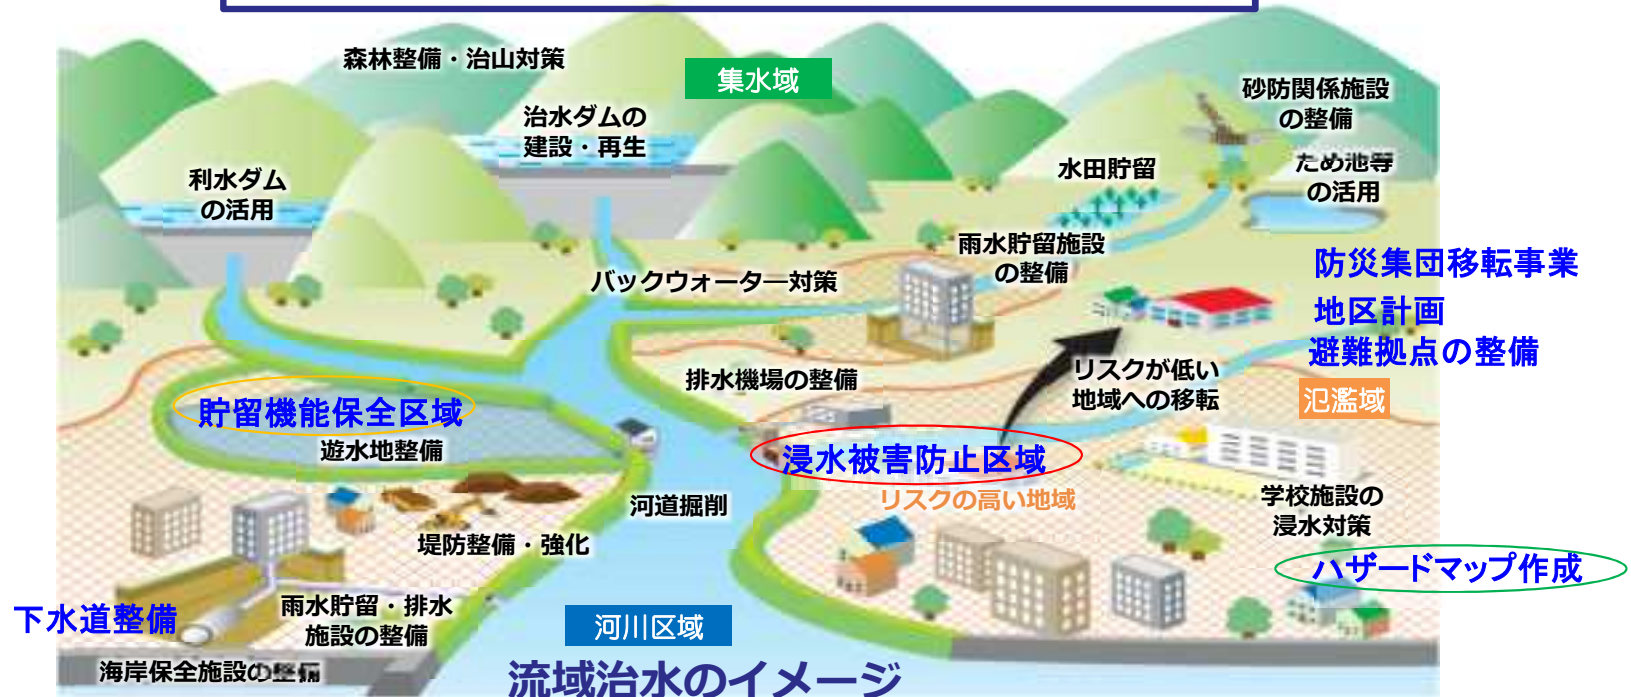 森林整備・治山対策
集水域
治水ダムの
建設・再生
砂防関係施設
の整備
利水ダム
の活用
水田貯留
ため池等
の活用
雨水貯留施設
の整備
バックウォーター対策
防災集団移転事業
地区計画
避難拠点の整備
排水機場の整備
リスクが低い
地域への移転
氾濫域
貯留機能保全区域
遊水地整備
浸水被害防止区域
リスクの高い地域
河道掘削
学校施設の
浸水対策
堤防整備・強化
ハザードマップ作成
下水道整備
雨水貯留・排水
施設の整備
河川区域
海岸保全施設の整備
流域治水のイメージ